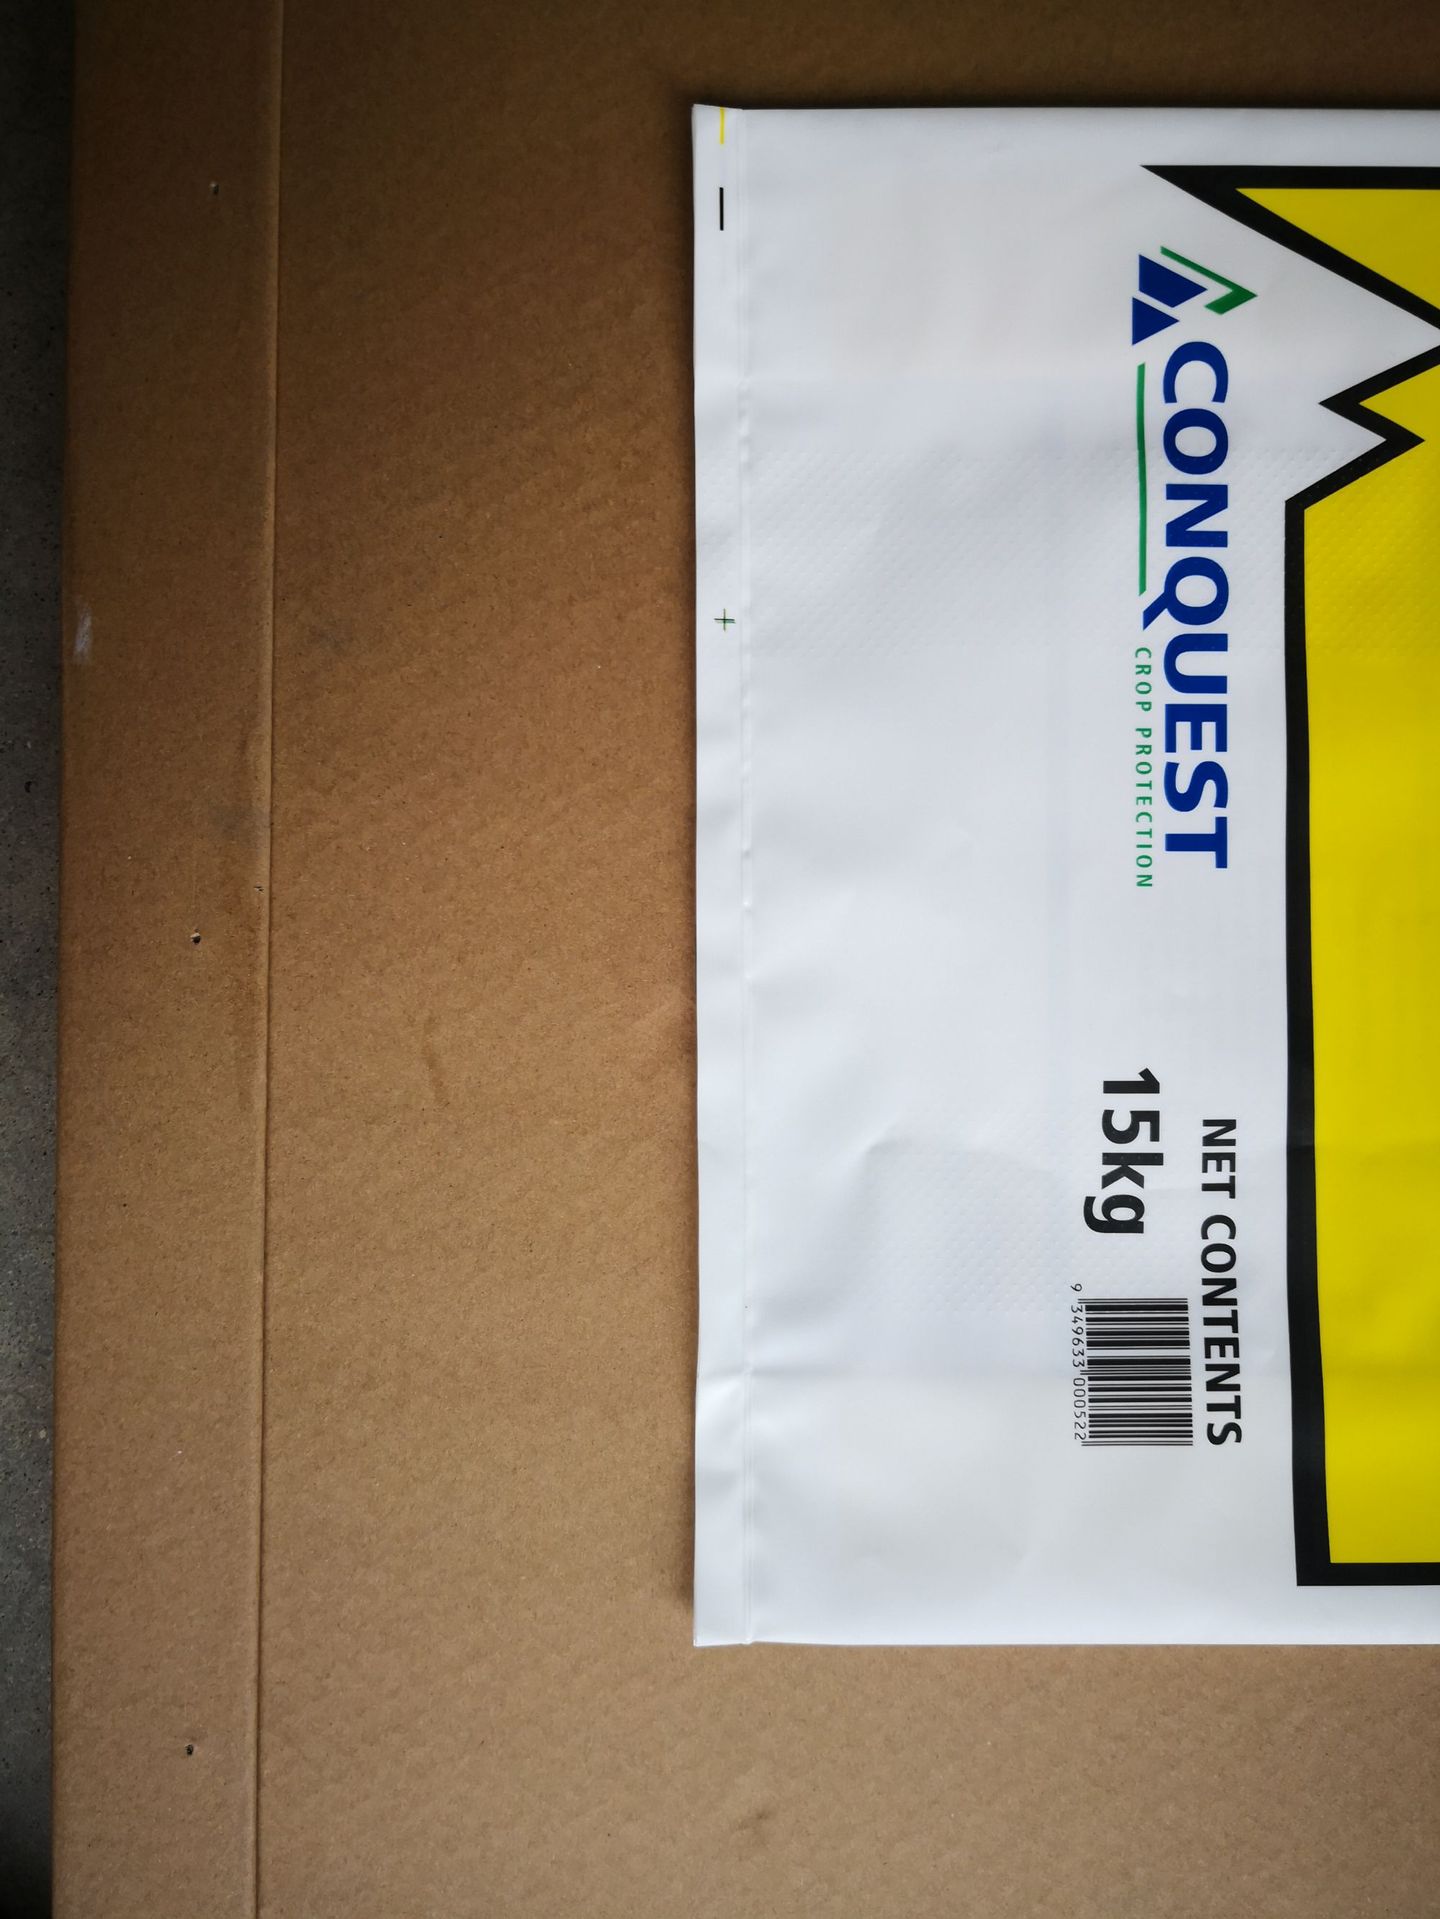 CONQUEST
CROP PROTECTION
NET CONTENTS
15kg
9 349633 000522